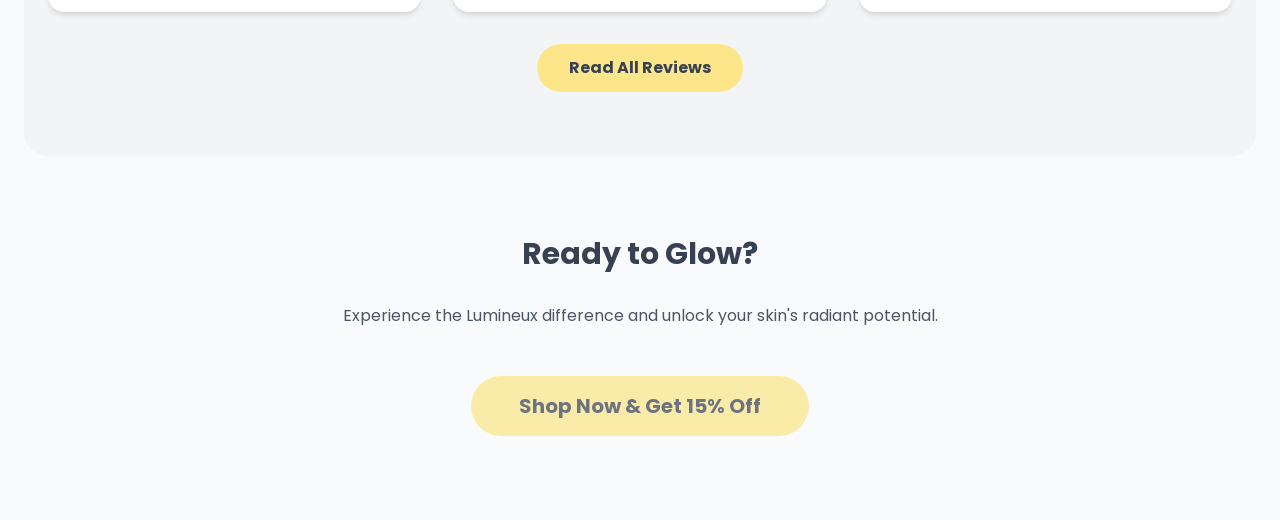 Read All Reviews
Ready to Glow?
Experience the Lumineux difference and unlock your skin's radiant potential.
Shop Now & Get 15% Off